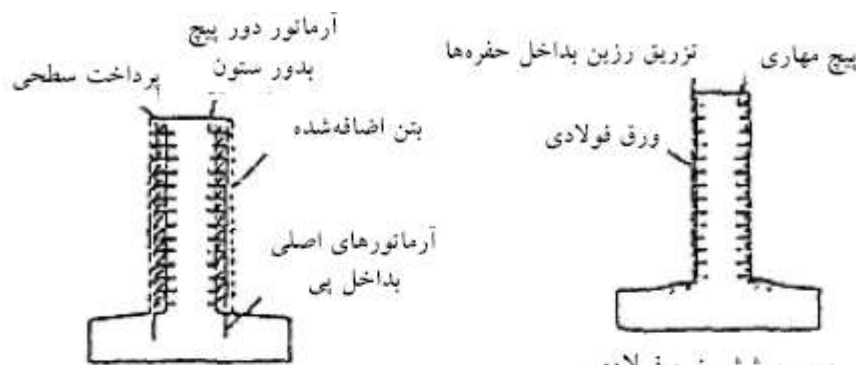 پیچ مهاری
تزریق رزین بداخل حفره‌ها
ورق فولادی
آرماتور دور پیچ
بدور ستون
پرداخت سطحی
بتن اضافه‌شده
آرماتورهای اصلی
بداخل پی